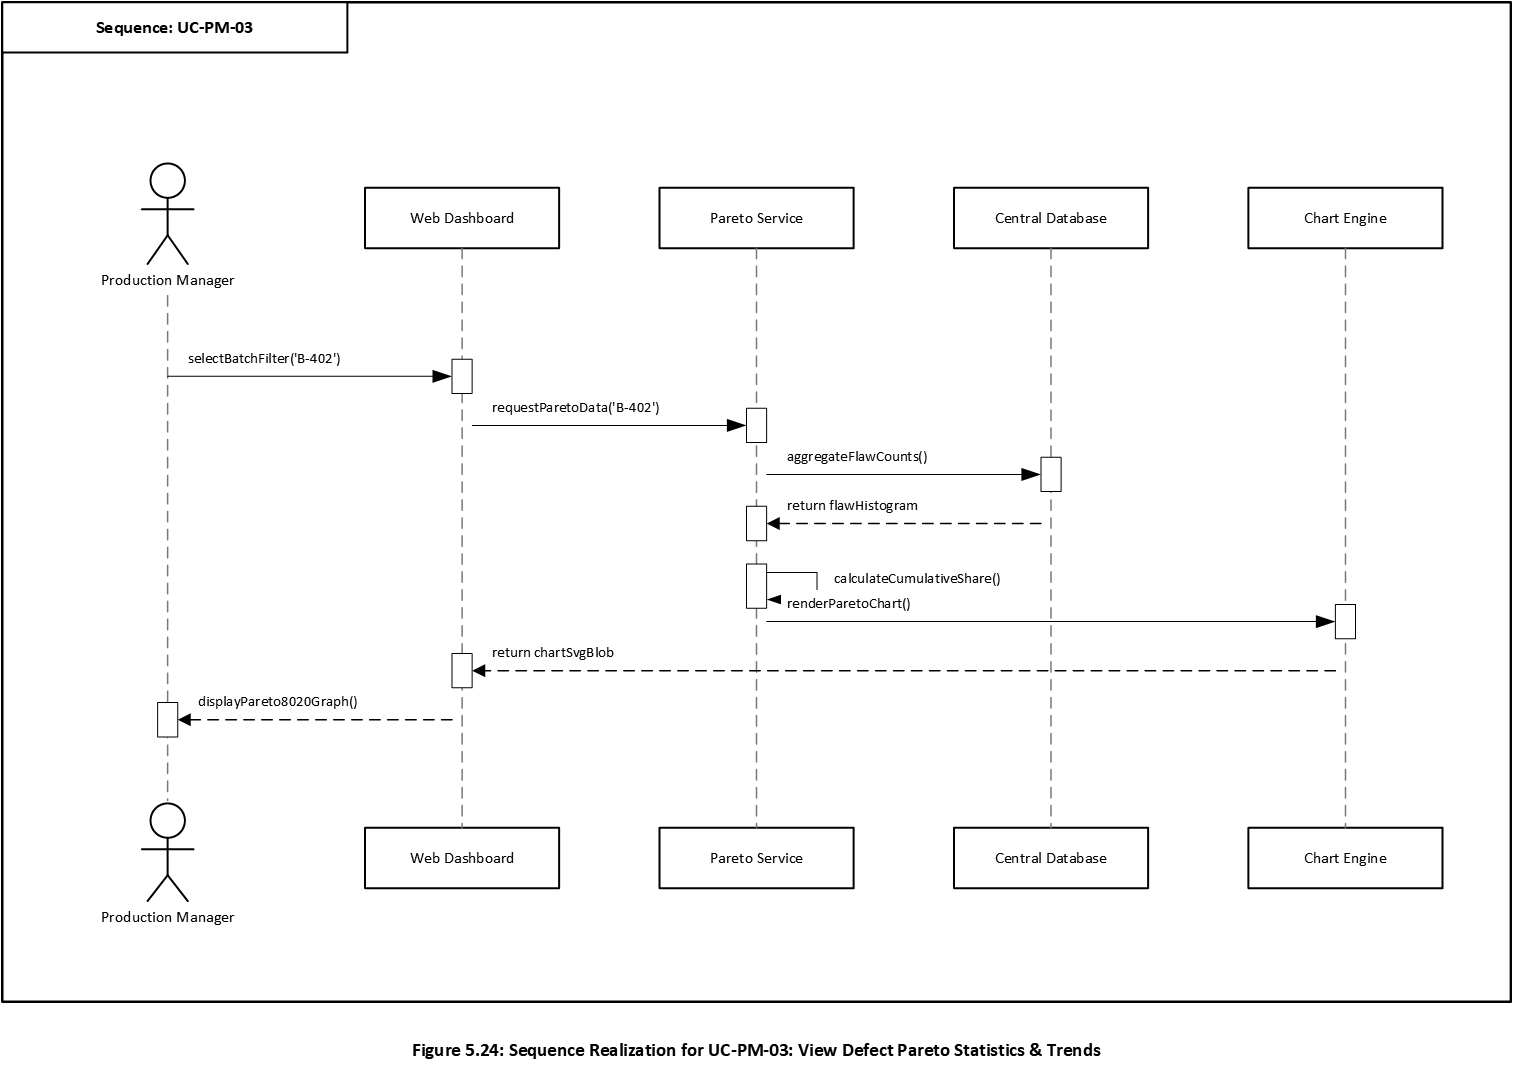 Sequence: UC-PM-03
Production Manager
Web Dashboard
Pareto Service
Central Database
Chart Engine
selectBatchFilter('B-402')
requestParetoData('B-402')
aggregateFlawCounts()
return flawHistogram
calculateCumulativeShare()
renderParetoChart()
return chartSvgBlob
displayPareto8020Graph()
Web Dashboard
Pareto Service
Central Database
Chart Engine
Production Manager
Figure 5.24: Sequence Realization for UC-PM-03: View Defect Pareto Statistics & Trends